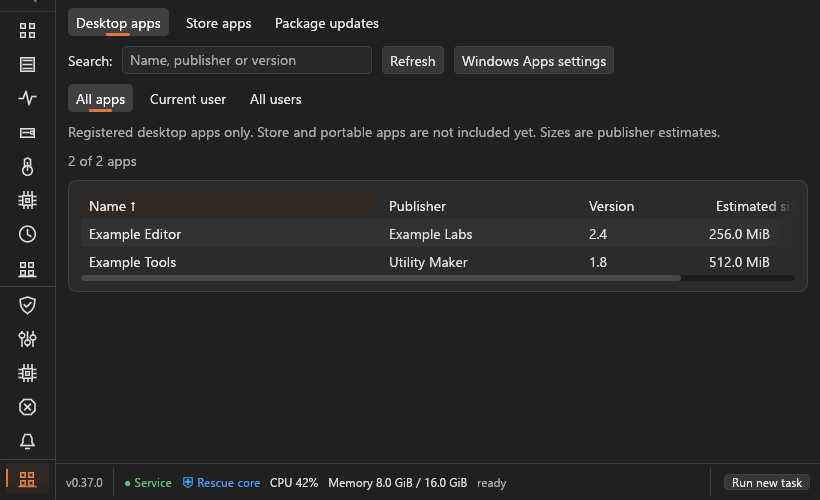 Desktop apps Store apps Package updates
Search: Name, publisher or version Refresh Windows Apps settings
All apps Current user All users
Registered desktop apps only. Store and portable apps are not included yet. Sizes are publisher estimates.
2 of 2 apps
Name ↑ Publisher Version Estimated
Example Editor Example Labs 2.4 256.0 MiB
Example Tools Utility Maker 1.8 512.0 MiB
v0.37.0 Service Rescue core CPU 42% Memory 8.0 GiB / 16.0 GiB ready Run new task